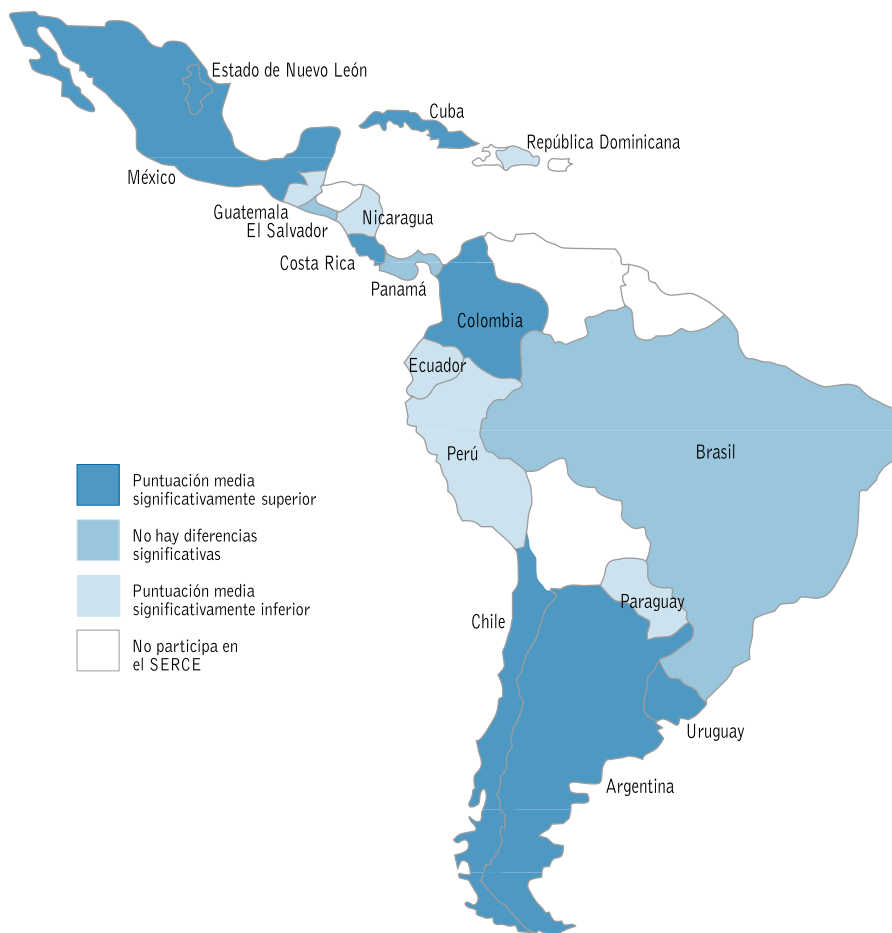 Estado de Nuevo León
Cuba
República Dominicana
México
Guatemala
Nicaragua
El Salvador
Costa Rica
Panamá
Colombia
Ecuador
Perú
Brasil
Puntuación media
significativamente superior
No hay diferencias
significativas
Puntuación media
significativamente inferior
No participa en
el SERCE
Paraguay
Chile
Uruguay
Argentina